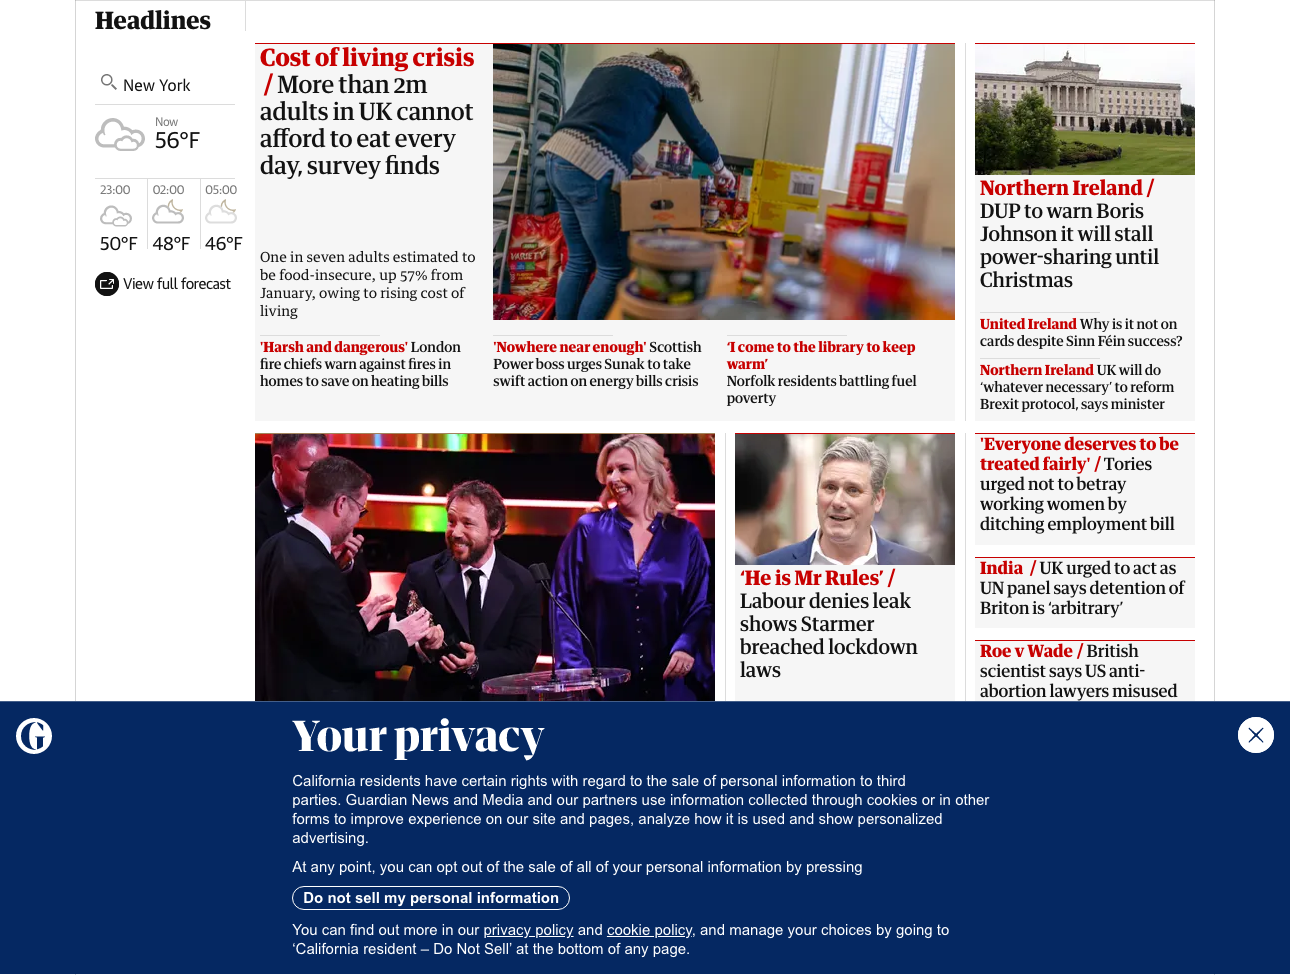 Headlines
New York
Now
56°F
23:00
02:00
05:00
50°F
48°F
46°F
View full forecast
Cost of living crisis
/ More than 2m
adults in UK cannot
afford to eat every
day, survey finds
One in seven adults estimated to
be food-insecure, up 57% from
January, owing to rising cost of
living
VARIETY
'Harsh and dangerous' London
fire chiefs warn against fires in
homes to save on heating bills
'Nowhere near enough' Scottish
Power boss urges Sunak to take
swift action on energy bills crisis
‘I come to the library to keep
warm’
Norfolk residents battling fuel
poverty
Northern Ireland /
DUP to warn Boris
Johnson it will stall
power-sharing until
Christmas
United Ireland Why is it not on
cards despite Sinn Féin success?
Northern Ireland UK will do
‘whatever necessary’ to reform
Brexit protocol, says minister
‘He is Mr Rules’ /
Labour denies leak
shows Starmer
breached lockdown
laws
'Everyone deserves to be
treated fairly' / Tories
urged not to betray
working women by
ditching employment bill
India / UK urged to act as
UN panel says detention of
Briton is ‘arbitrary’
Roe v Wade / British
scientist says US anti-
abortion lawyers misused
G
Your privacy
California residents have certain rights with regard to the sale of personal information to third
parties. Guardian News and Media and our partners use information collected through cookies or in other
forms to improve experience on our site and pages, analyze how it is used and show personalized
advertising.
At any point, you can opt out of the sale of all of your personal information by pressing
Do not sell my personal information
You can find out more in our privacy policy and cookie policy, and manage your choices by going to
‘California resident – Do Not Sell’ at the bottom of any page.